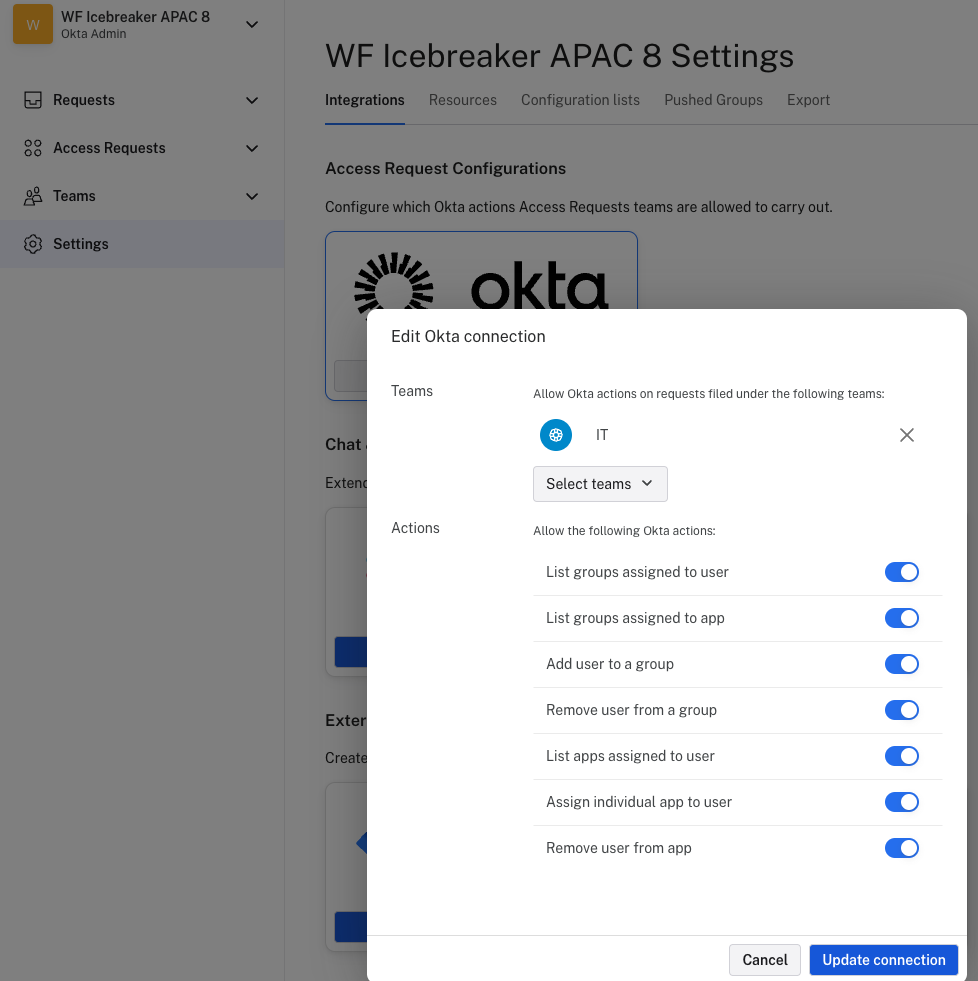 W
WF Icebreaker APAC 8
Okta Admin
Requests
Access Requests
Teams
Settings
WF Icebreaker APAC 8 Settings
Integrations Resources Configuration lists Pushed Groups Export
Access Request Configurations
Configure which Okta actions Access Requests teams are allowed to carry out.
okta
Chat
Exten
Exter
Create
Edit Okta connection
Teams
Allow Okta actions on requests filed under the following teams:
IT
Select teams
Actions
Allow the following Okta actions:
List groups assigned to user
List groups assigned to app
Add user to a group
Remove user from a group
List apps assigned to user
Assign individual app to user
Remove user from app
Cancel Update connection